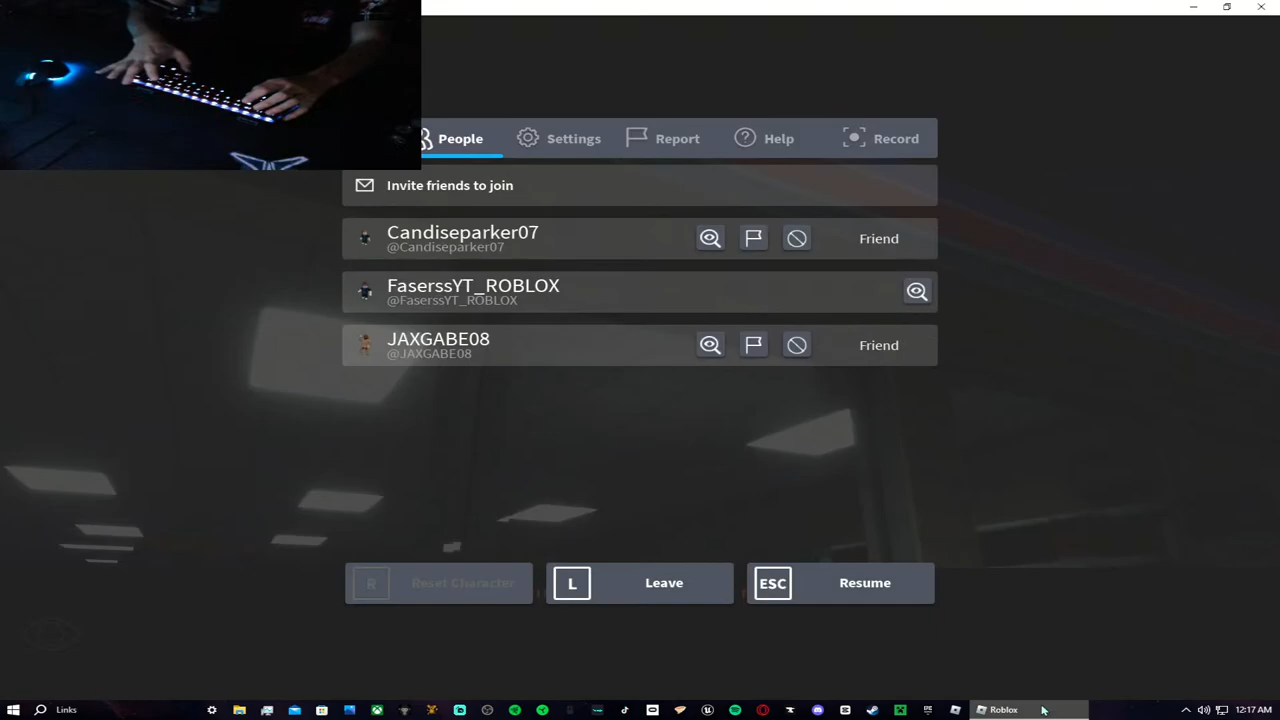 People
Settings
Report
Help
Record
Invite friends to join
Candiseparker07
@Candiseparker07
Friend
FaserssYT_ROBLOX
@FaserssYT_ROBLOX
JAXGABE08
@JAXGABE08
Friend
R
Reset Character
L
Leave
ESC
Resume
Links
Roblox
12:17 AM